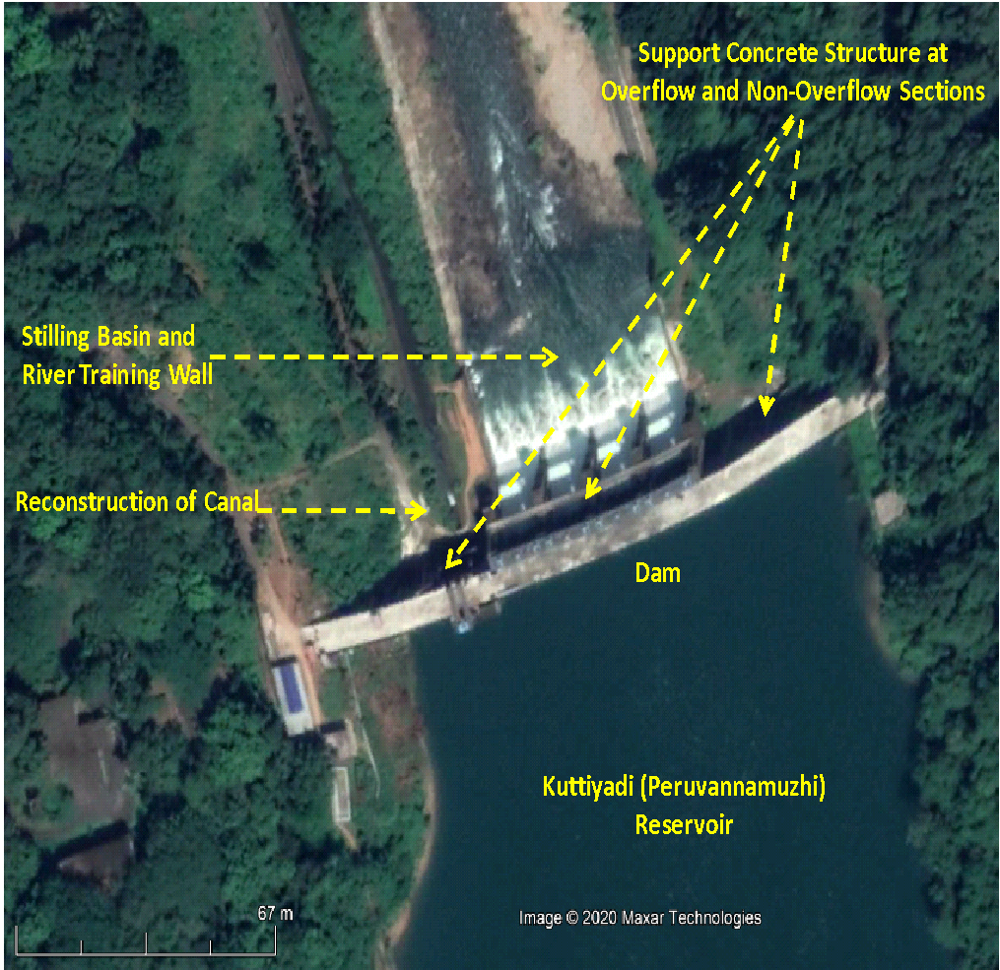 Support Concrete Structure at
Overflow and Non-Overflow Sections
Stilling Basin and
River Training Wall
Reconstruction of Canal
Dam
Kuttiyadi (Peruvannamuzhi)
Reservoir
67 m
Image © 2020 Maxar Technologies